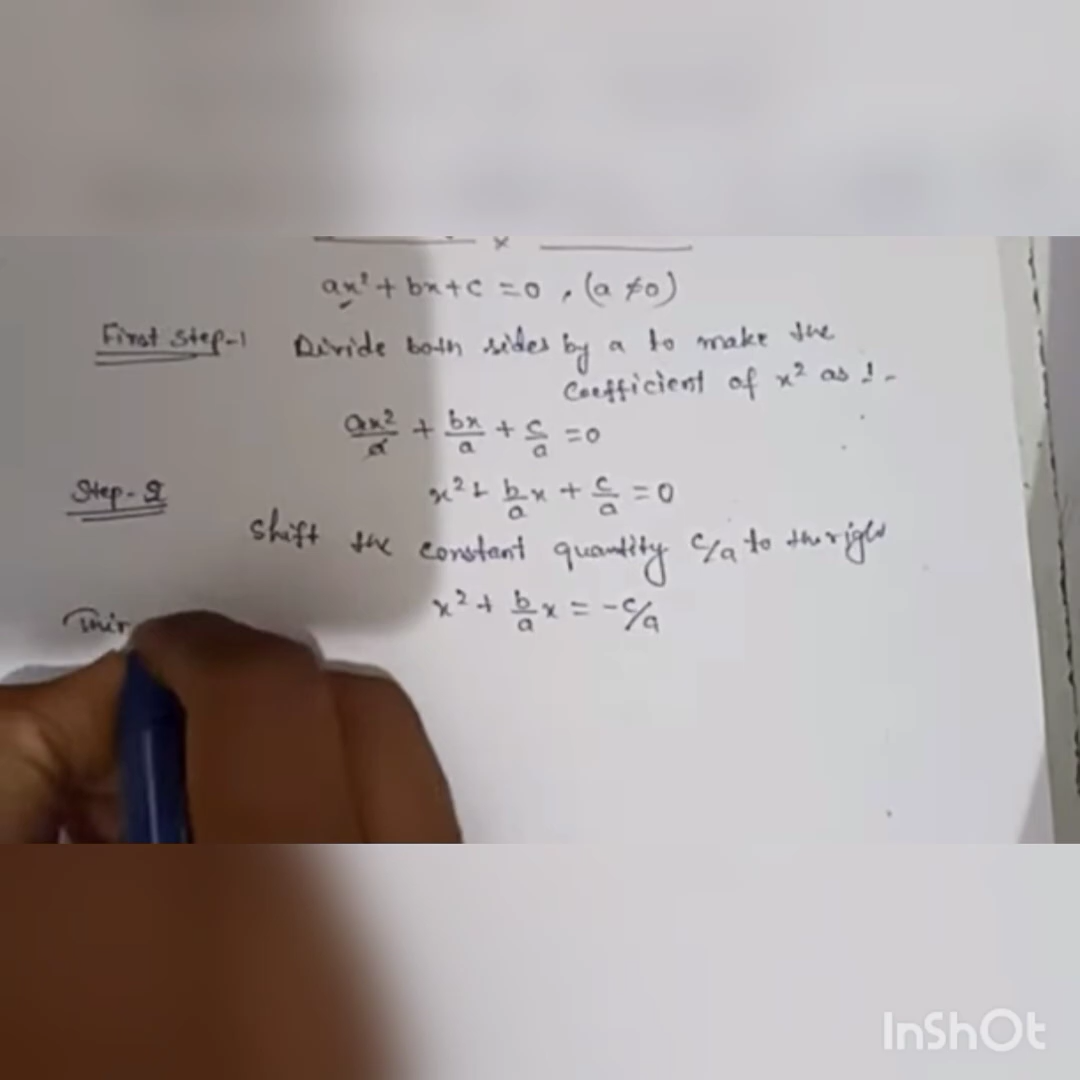 ax² + bx + c = 0, (a ≠ 0)
First step-1 Divide both sides by a to make the
coefficient of x² as 1.
ax²/a + bx/a + c/a = 0
Step-2 x² + b/a x + c/a = 0
shift the constant quantity c/a to the right
x² + b/a x = -c/a
Thir
InShOt